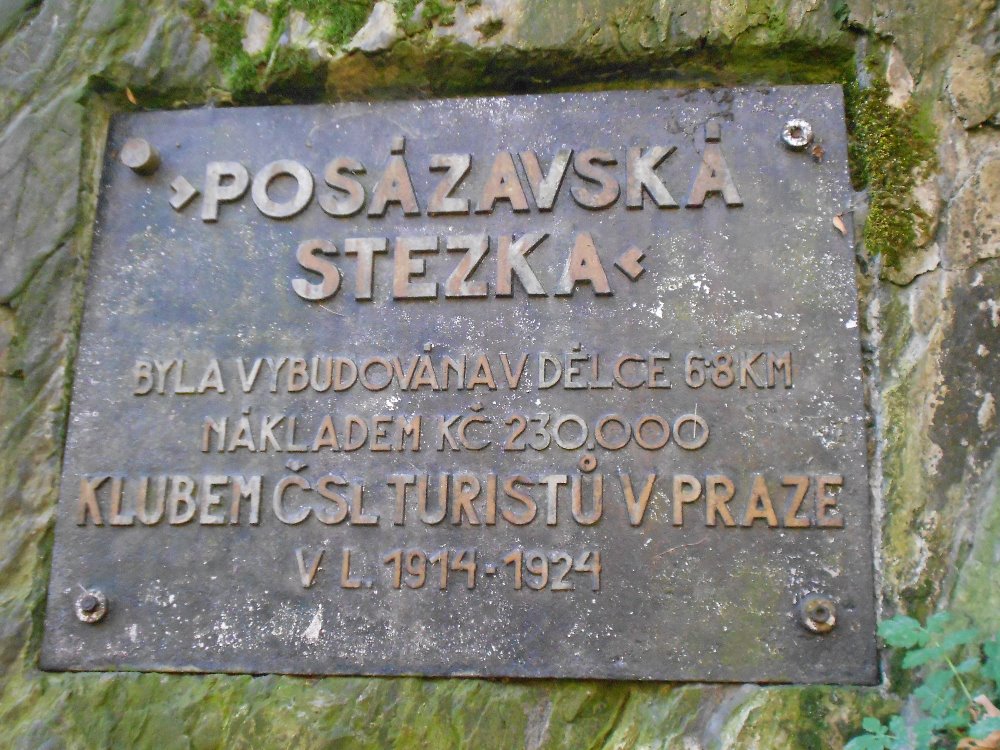 ›POSÁZAVSKÁ
STEZKA‹
BYLA VYBUDOVÁNA V DÉLCE 6·8 KM
NÁKLADEM KČ 230.000
KLUBEM ČSL TURISTŮ V PRAZE
V L. 1914-1924